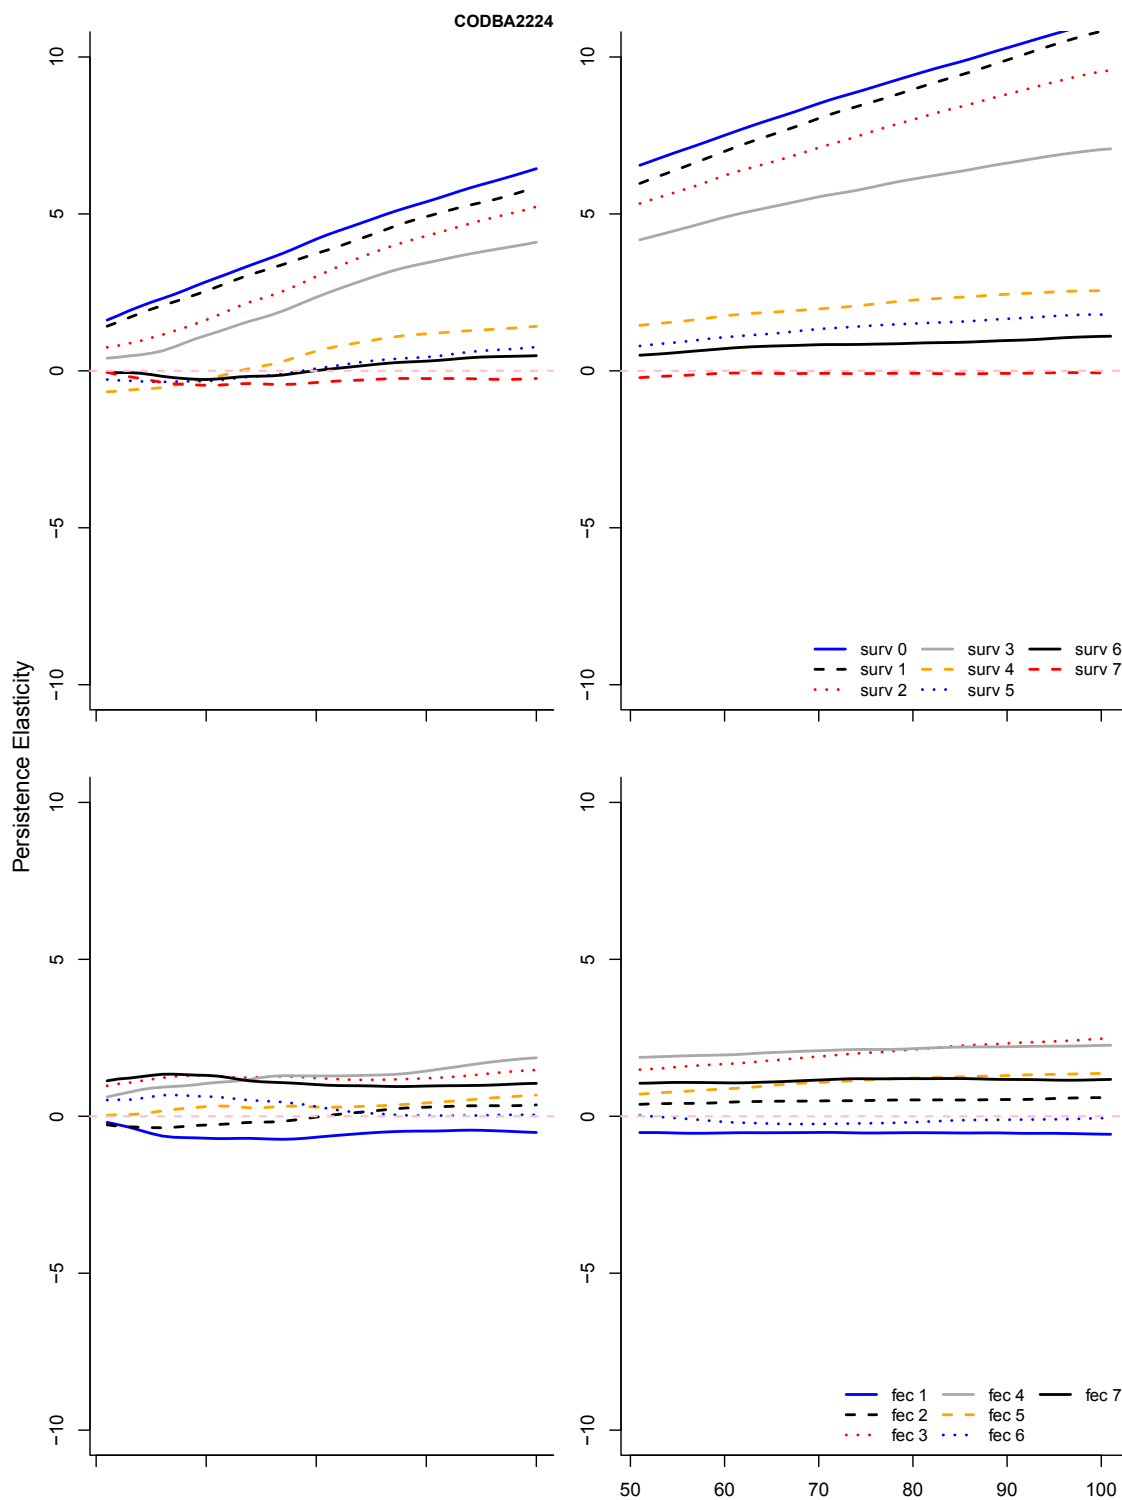 CODBA2224
Persistence Elasticity
10
5
0
−5
−10
10
5
0
−5
−10
surv 0 surv 3 surv 6
surv 1 surv 4 surv 7
surv 2 surv 5
10
5
0
−5
−10
10
5
0
−5
−10
fec 1 fec 4 fec 7
fec 2 fec 5
fec 3 fec 6
50 60 70 80 90 100